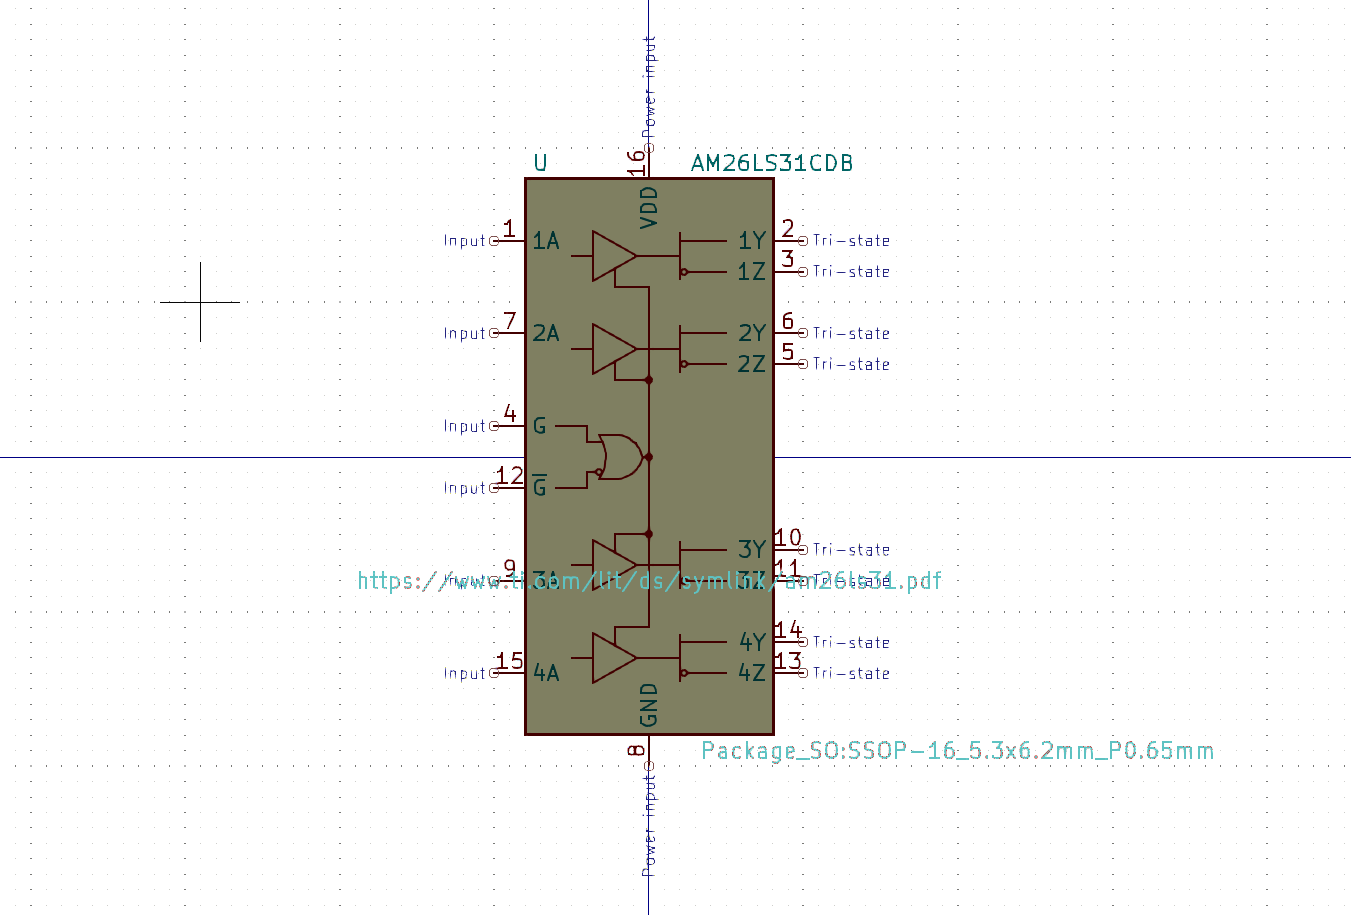 Power input
16
U AM26LS31CDB
VDD
Input 1 1A 1Y 2 Tri-state
1Z 3 Tri-state
Input 7 2A 2Y 6 Tri-state
2Z 5 Tri-state
Input 4 G
Input 12 G
3Y 10 Tri-state
Input 9 3A 3Z 11 Tri-state
https://www.ti.com/lit/ds/symlink/am26ls31.pdf
4Y 14 Tri-state
Input 15 4A 4Z 13 Tri-state
GND
8
Package_SO:SSOP-16_5.3x6.2mm_P0.65mm
Power input